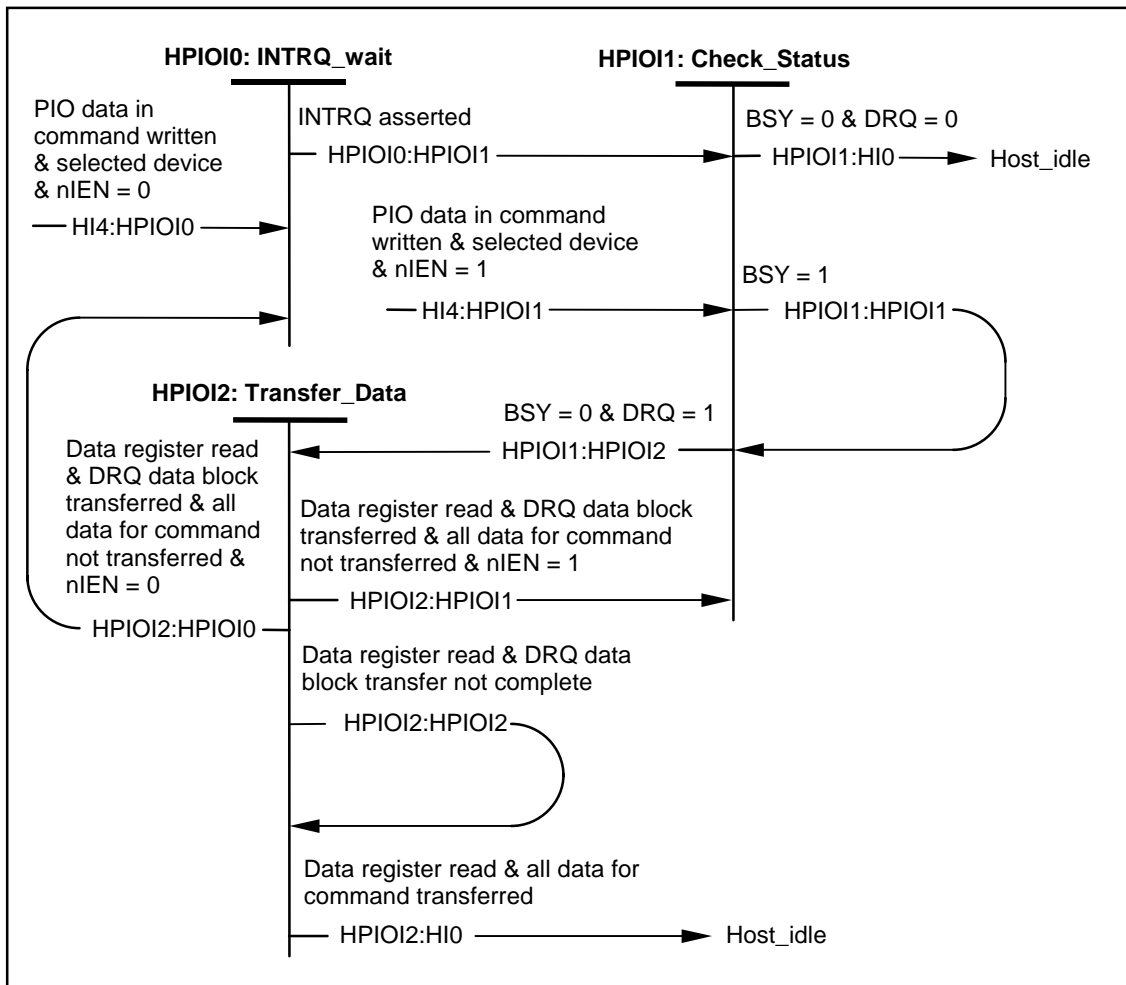 HPIOI0: INTRQ_wait
HPIOI1: Check_Status
PIO data in
command written
& selected device
& nIEN = 0
HI4:HPIOI0
INTRQ asserted
HPIOI0:HPIOI1
BSY = 0 & DRQ = 0
HPIOI1:HI0
Host_idle
PIO data in command
written & selected device
& nIEN = 1
HI4:HPIOI1
BSY = 1
HPIOI1:HPIOI1
HPIOI2: Transfer_Data
BSY = 0 & DRQ = 1
HPIOI1:HPIOI2
Data register read
& DRQ data block
transferred & all
data for command
not transferred &
nIEN = 0
HPIOI2:HPIOI0
Data register read & DRQ data block
transferred & all data for command
not transferred & nIEN = 1
HPIOI2:HPIOI1
Data register read & DRQ data
block transfer not complete
HPIOI2:HPIOI2
Data register read & all data for
command transferred
HPIOI2:HI0
Host_idle